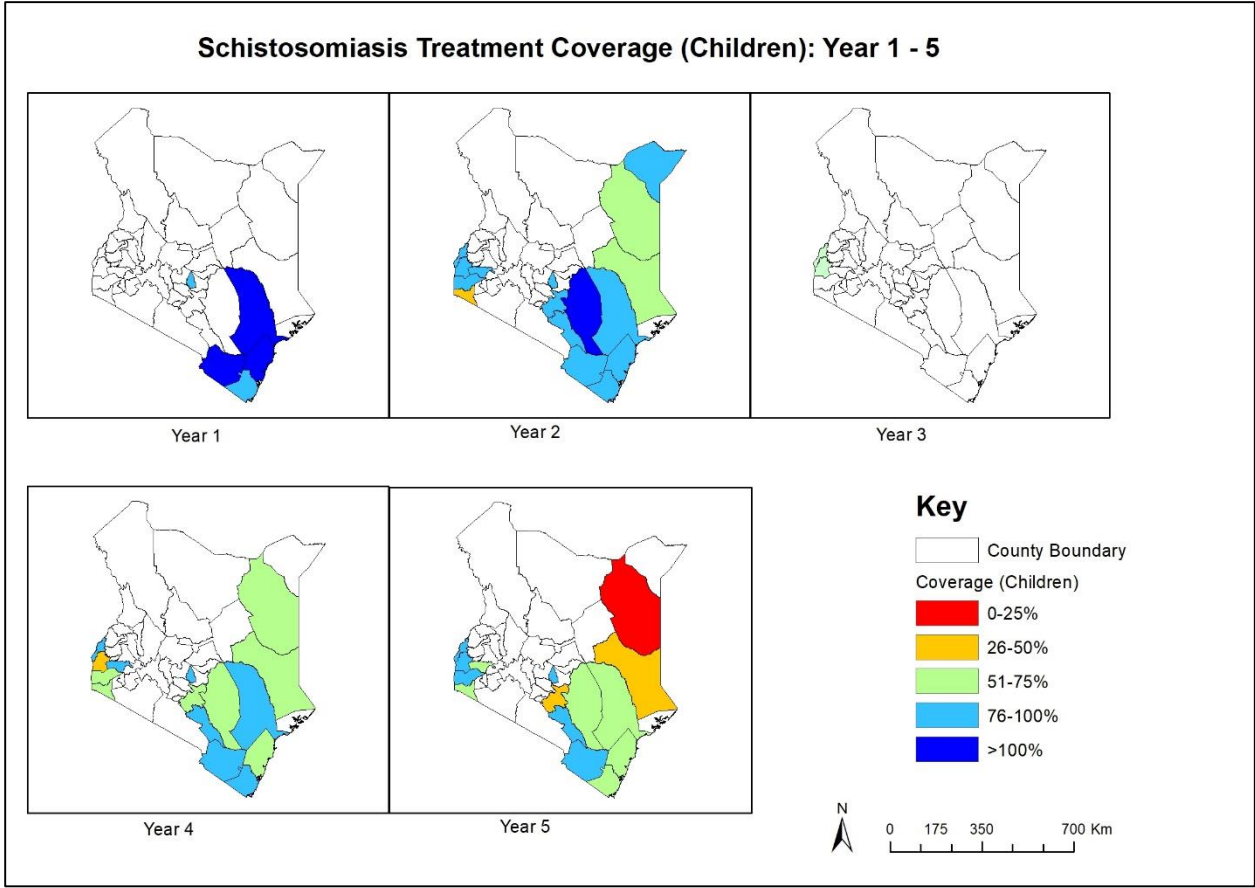 Schistosomiasis Treatment Coverage (Children): Year 1 - 5
Year 1
Year 2
Year 3
Year 4
Year 5
Key
County Boundary
Coverage (Children)
0-25%
26-50%
51-75%
76-100%
>100%
N
0 175 350 700 Km